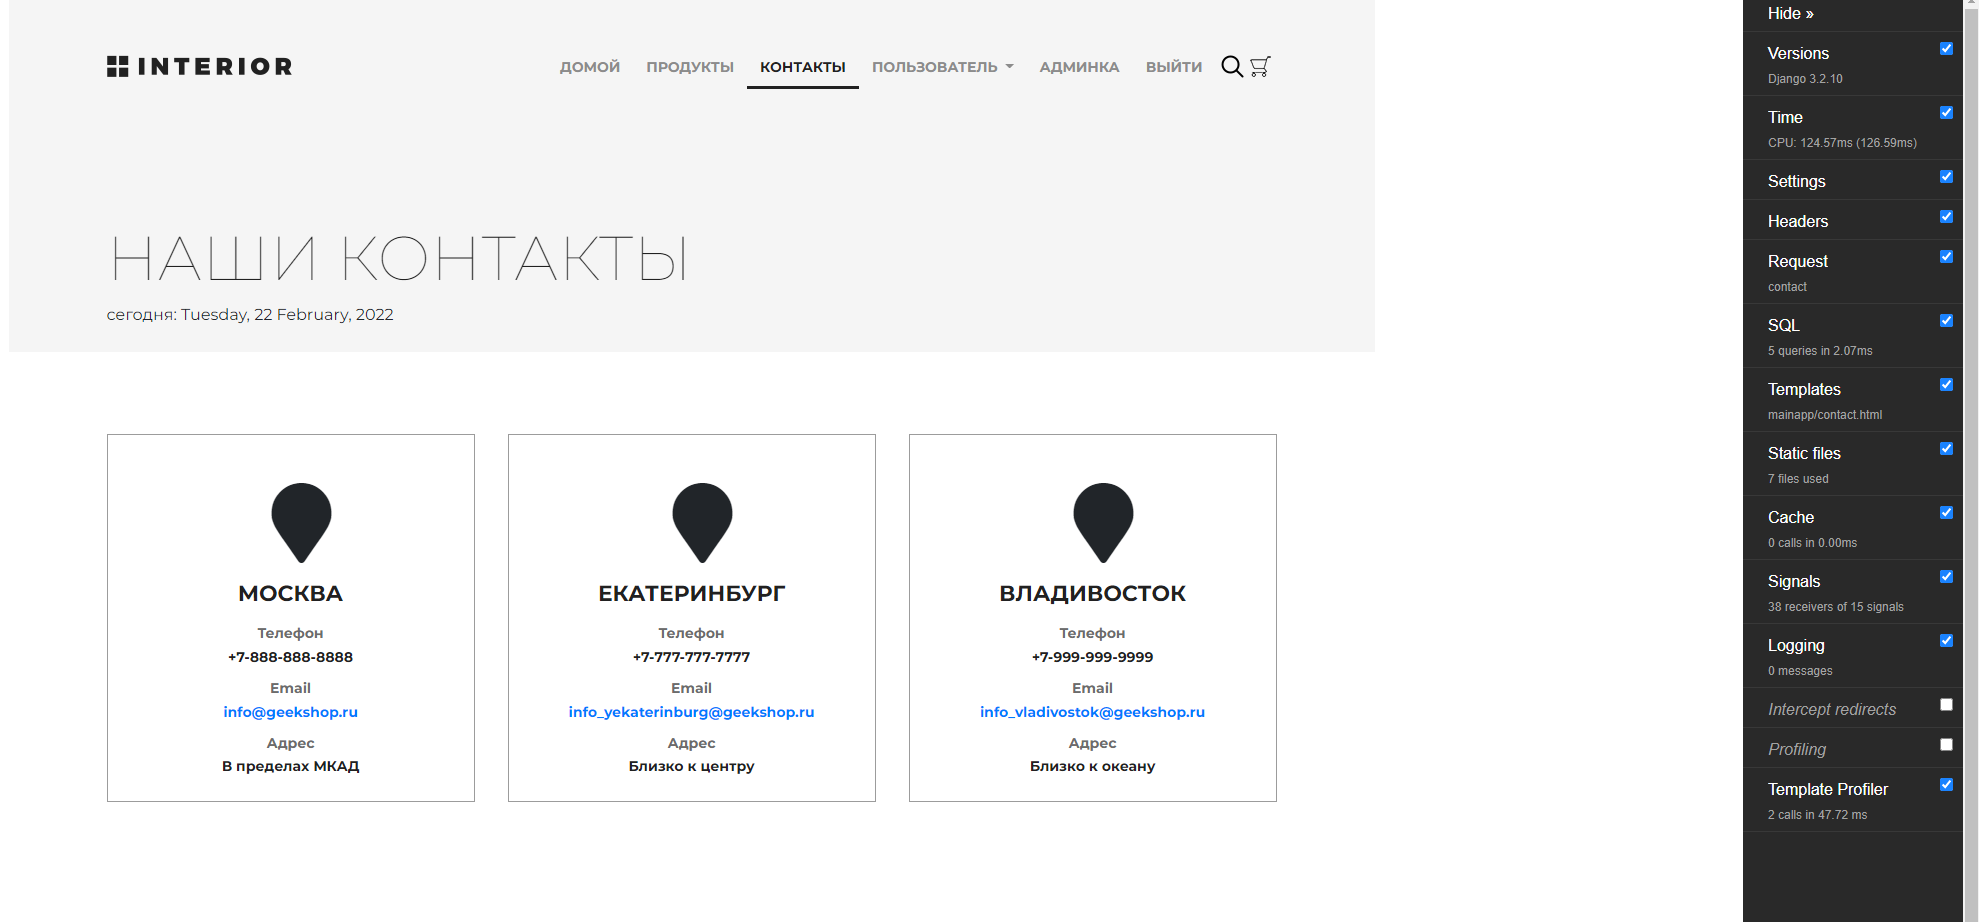 INTERIOR
ДОМОЙ ПРОДУКТЫ КОНТАКТЫ ПОЛЬЗОВАТЕЛЬ АДМИНКА ВЫЙТИ
НАШИ КОНТАКТЫ
сегодня: Tuesday, 22 February, 2022
МОСКВА
Телефон
+7-888-888-8888
Email
info@geekshop.ru
Адрес
В пределах МКАД
ЕКАТЕРИНБУРГ
Телефон
+7-777-777-7777
Email
info_yekaterinburg@geekshop.ru
Адрес
Близко к центру
ВЛАДИВОСТОК
Телефон
+7-999-999-9999
Email
info_vladivostok@geekshop.ru
Адрес
Близко к океану
Hide »
Versions
Django 3.2.10
Time
CPU: 124.57ms (126.59ms)
Settings
Headers
Request
contact
SQL
5 queries in 2.07ms
Templates
mainapp/contact.html
Static files
7 files used
Cache
0 calls in 0.00ms
Signals
38 receivers of 15 signals
Logging
0 messages
Intercept redirects
Profiling
Template Profiler
2 calls in 47.72 ms